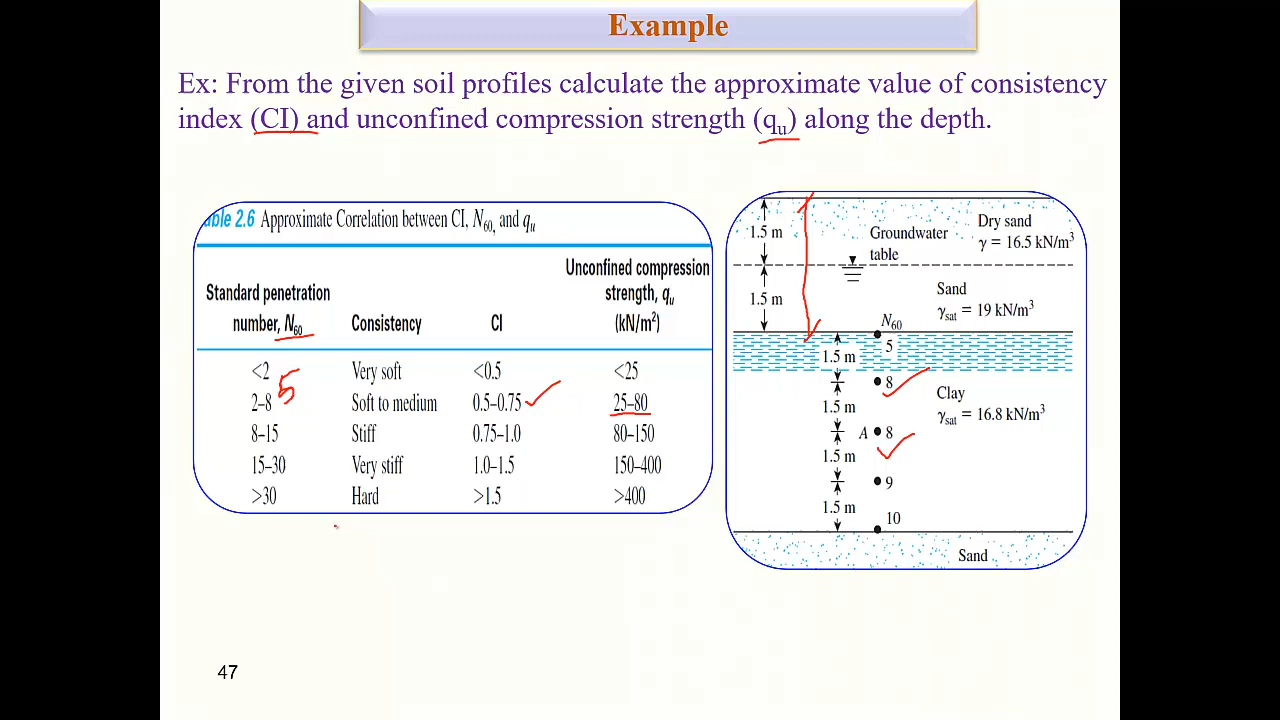 Example
Ex: From the given soil profiles calculate the approximate value of consistency
index (CI) and unconfined compression strength (qu) along the depth.
able 2.6 Approximate Correlation between CI, N60, and qu
Unconfined compression
Standard penetration strength, qu
number, N60 Consistency CI (kN/m²)
<2 Very soft <0.5 <25
2–8 Soft to medium 0.5–0.75 25–80
5
8–15 Stiff 0.75–1.0 80–150
15–30 Very stiff 1.0–1.5 150–400
>30 Hard >1.5 >400
1.5 m
Dry sand
γ = 16.5 kN/m³
Groundwater
table
1.5 m
Sand
γsat = 19 kN/m³
N60
5
1.5 m
8
Clay
γsat = 16.8 kN/m³
1.5 m
A 8
1.5 m
9
1.5 m
10
Sand
47